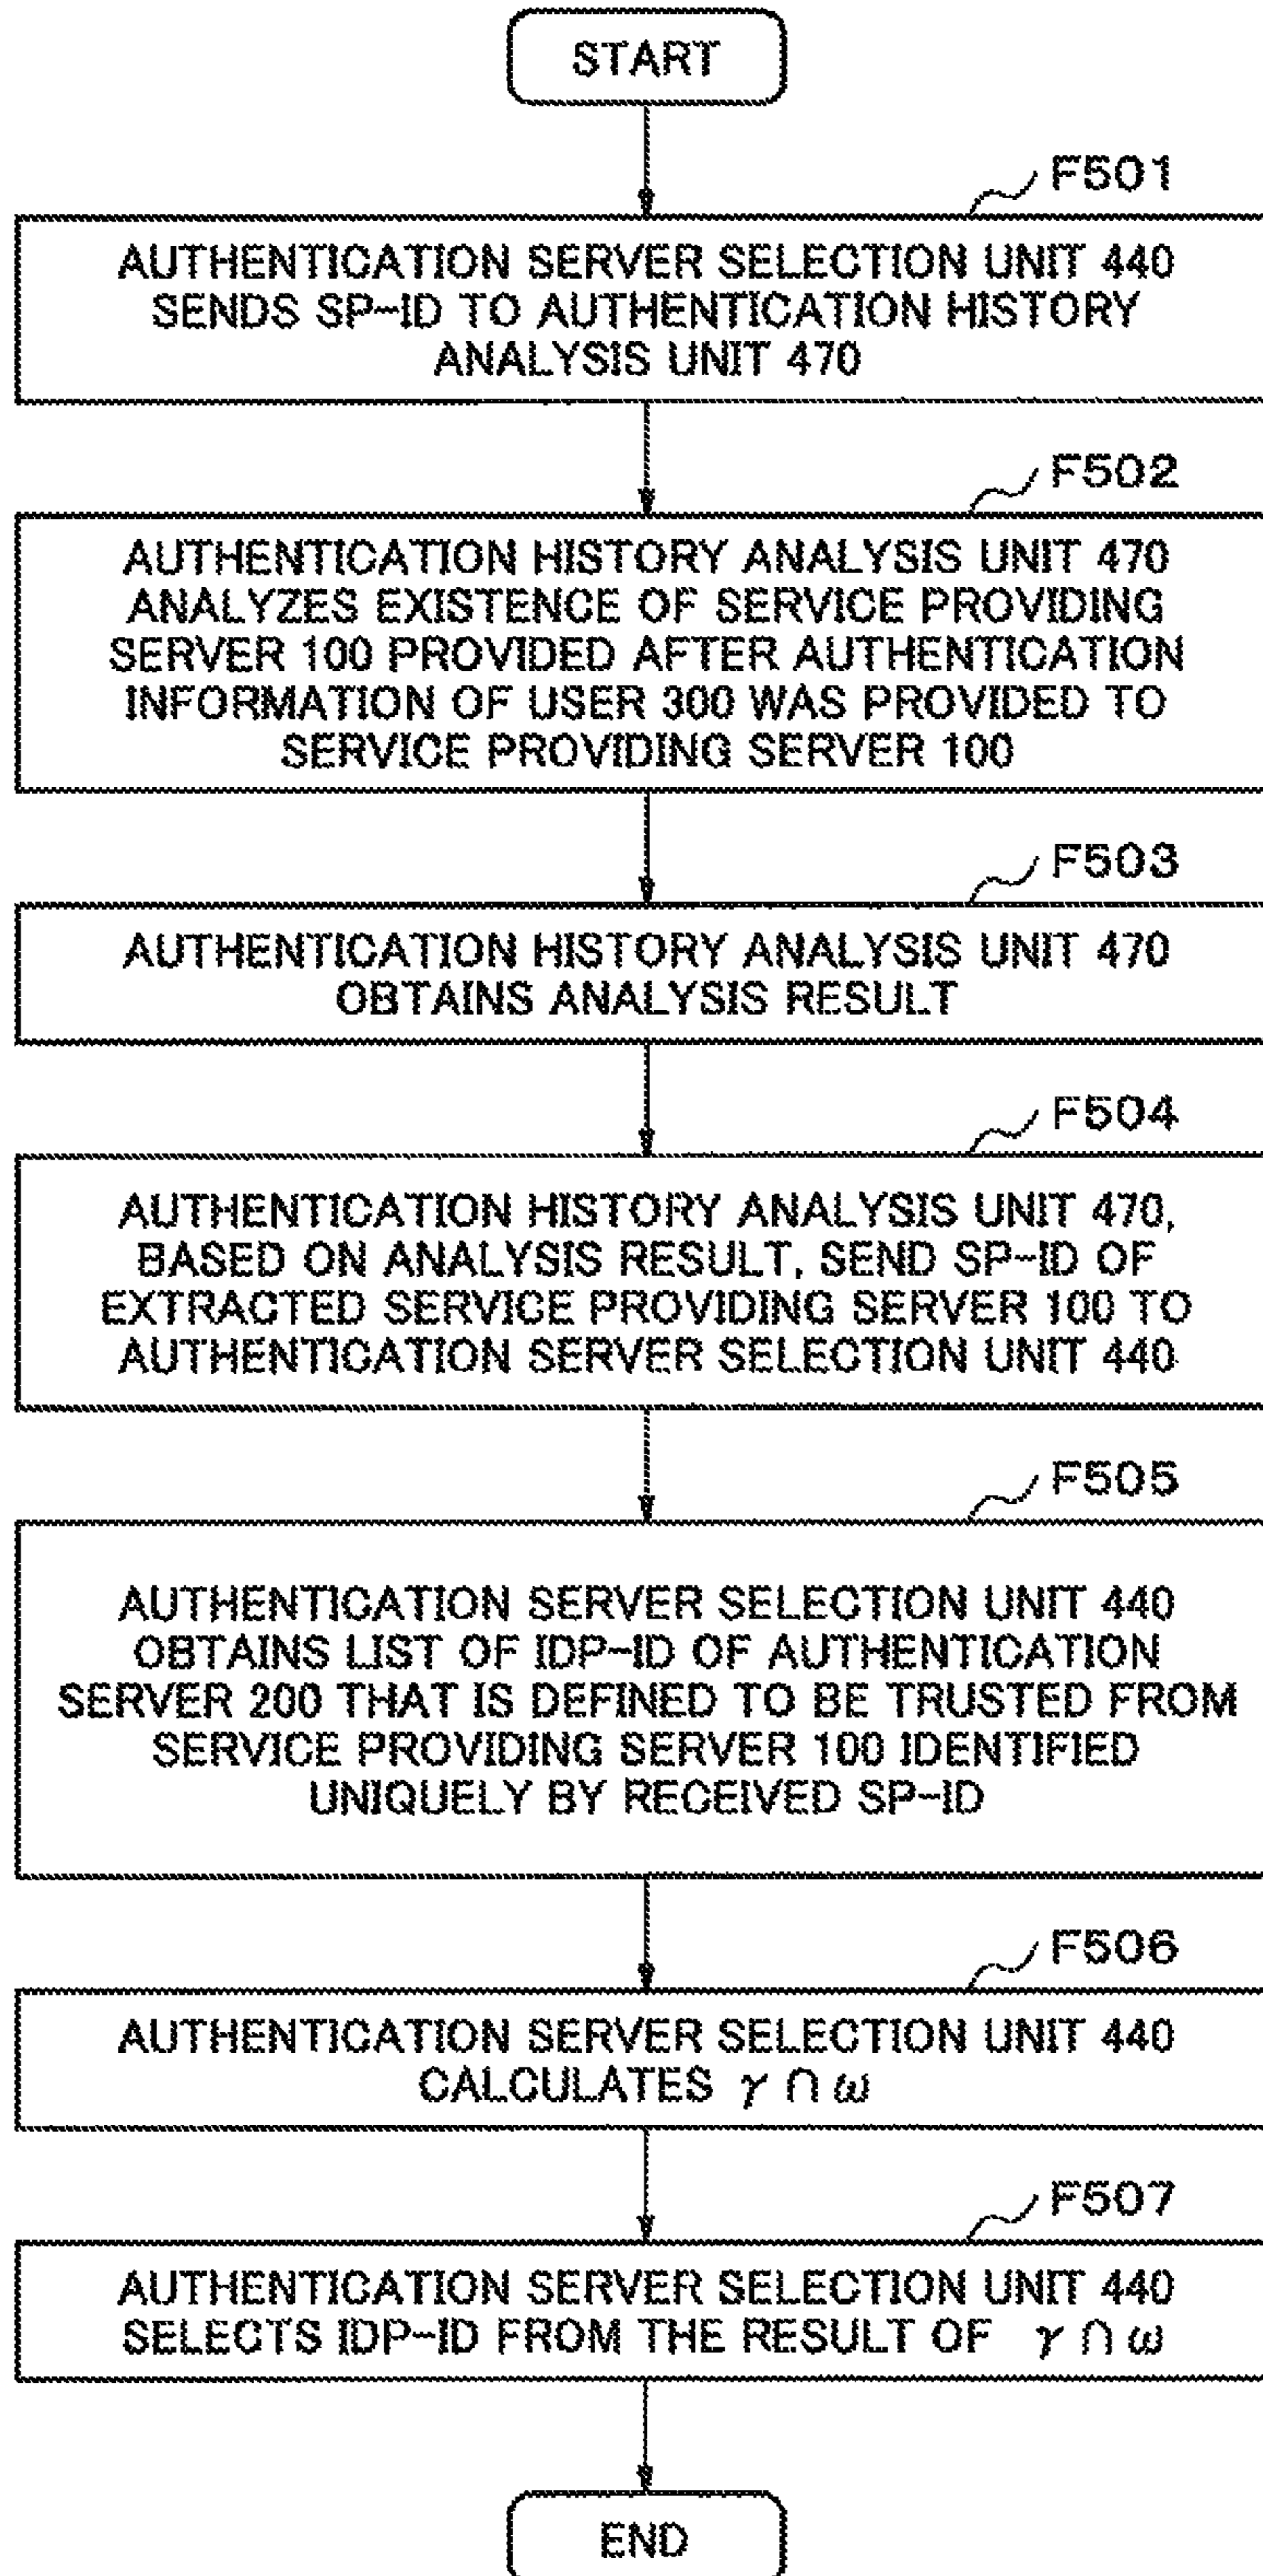 START
F501
AUTHENTICATION SERVER SELECTION UNIT 440
SENDS SP-ID TO AUTHENTICATION HISTORY
ANALYSIS UNIT 470
F502
AUTHENTICATION HISTORY ANALYSIS UNIT 470
ANALYZES EXISTENCE OF SERVICE PROVIDING
SERVER 100 PROVIDED AFTER AUTHENTICATION
INFORMATION OF USER 300 WAS PROVIDED TO
SERVICE PROVIDING SERVER 100
F503
AUTHENTICATION HISTORY ANALYSIS UNIT 470
OBTAINS ANALYSIS RESULT
F504
AUTHENTICATION HISTORY ANALYSIS UNIT 470,
BASED ON ANALYSIS RESULT, SEND SP-ID OF
EXTRACTED SERVICE PROVIDING SERVER 100 TO
AUTHENTICATION SERVER SELECTION UNIT 440
F505
AUTHENTICATION SERVER SELECTION UNIT 440
OBTAINS LIST OF IDP-ID OF AUTHENTICATION
SERVER 200 THAT IS DEFINED TO BE TRUSTED FROM
SERVICE PROVIDING SERVER 100 IDENTIFIED
UNIQUELY BY RECEIVED SP-ID
F506
AUTHENTICATION SERVER SELECTION UNIT 440
CALCULATES γ ∩ ω
F507
AUTHENTICATION SERVER SELECTION UNIT 440
SELECTS IDP-ID FROM THE RESULT OF γ ∩ ω
END